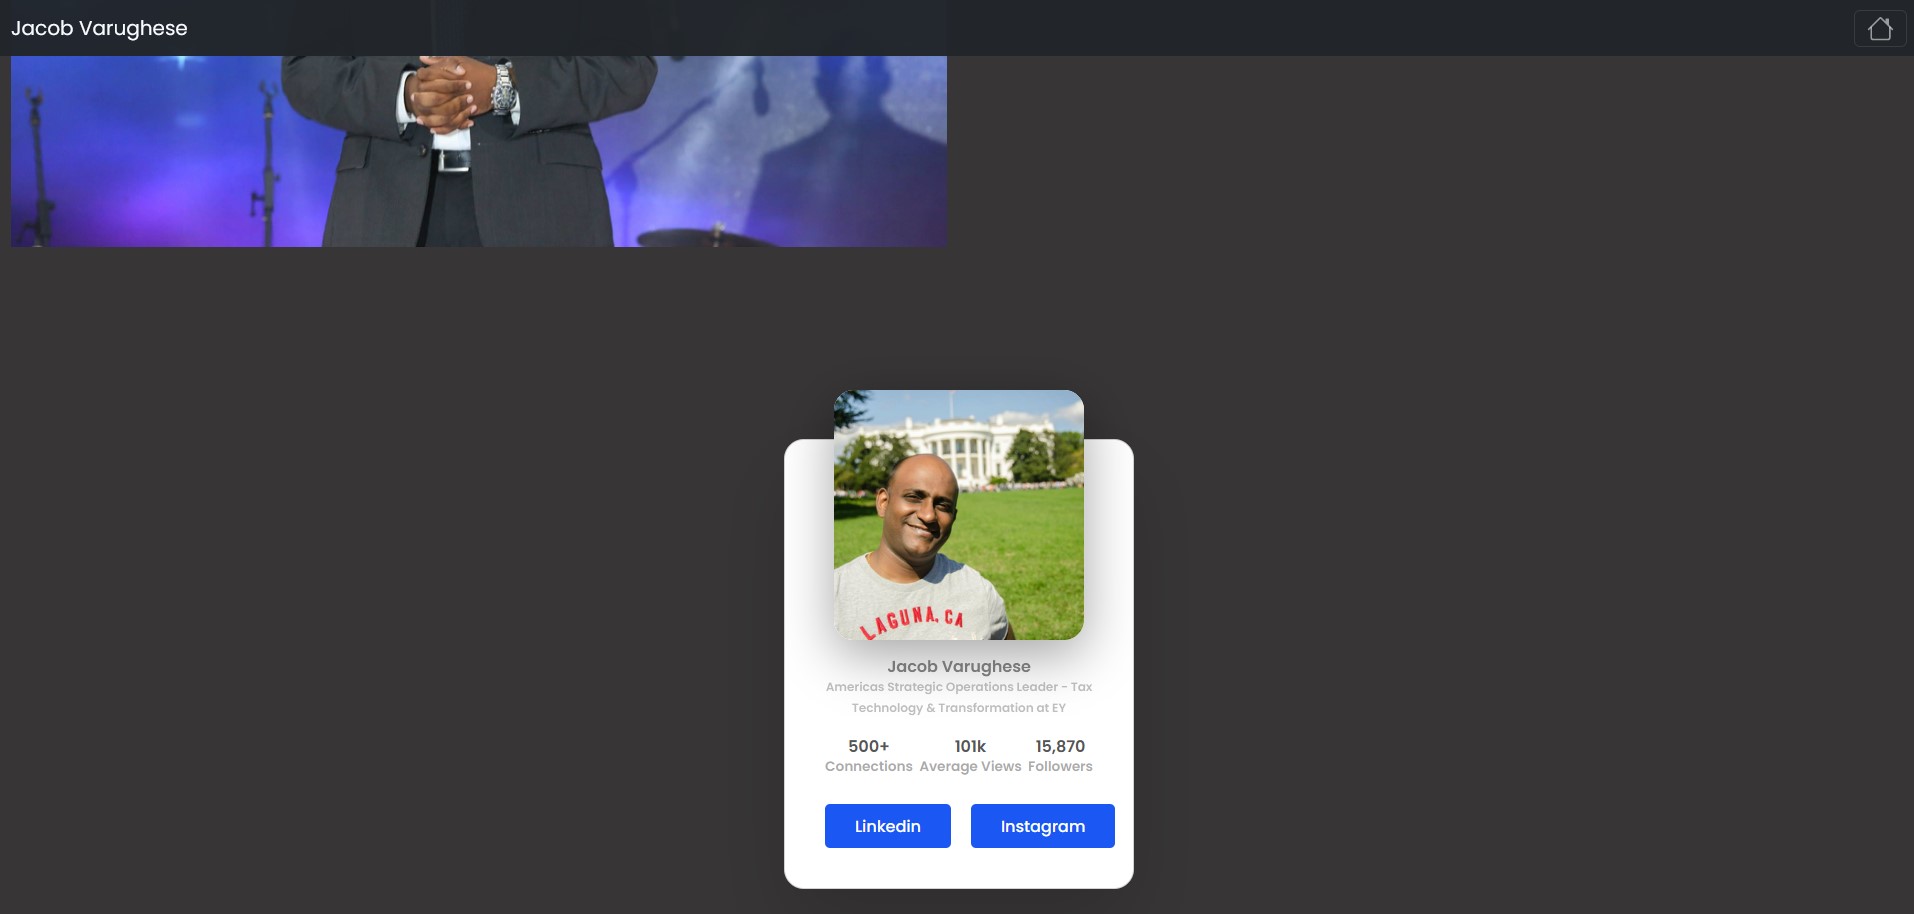 Jacob Varughese
LAGUNA, CA
Jacob Varughese
Americas Strategic Operations Leader - Tax
Technology & Transformation at EY
500+ 101k 15,870
Connections Average Views Followers
Linkedin Instagram